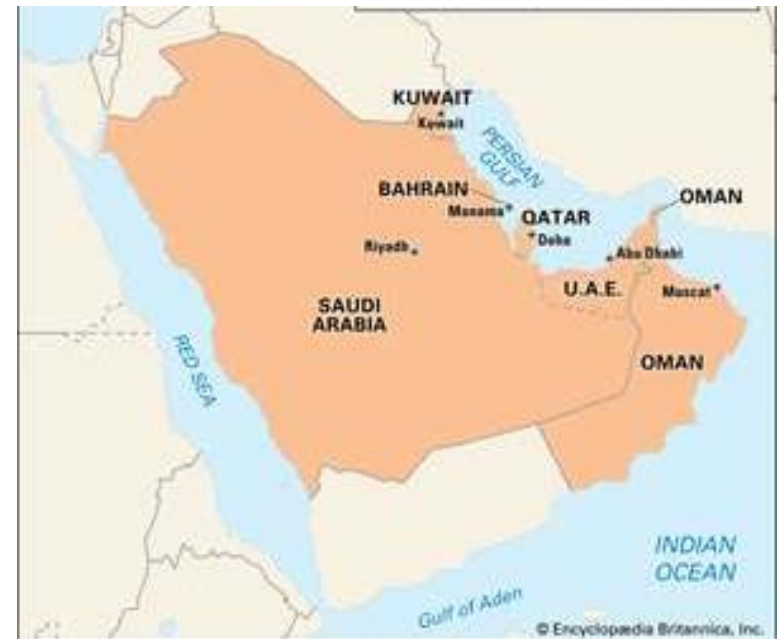 KUWAIT
Kuwait
PERSIAN
GULF
BAHRAIN
Manama
QATAR
Doha
OMAN
Abu Dhabi
Riyadh
U.A.E.
Muscat
SAUDI
ARABIA
RED SEA
OMAN
INDIAN
OCEAN
Gulf of Aden
© Encyclopædia Britannica, Inc.